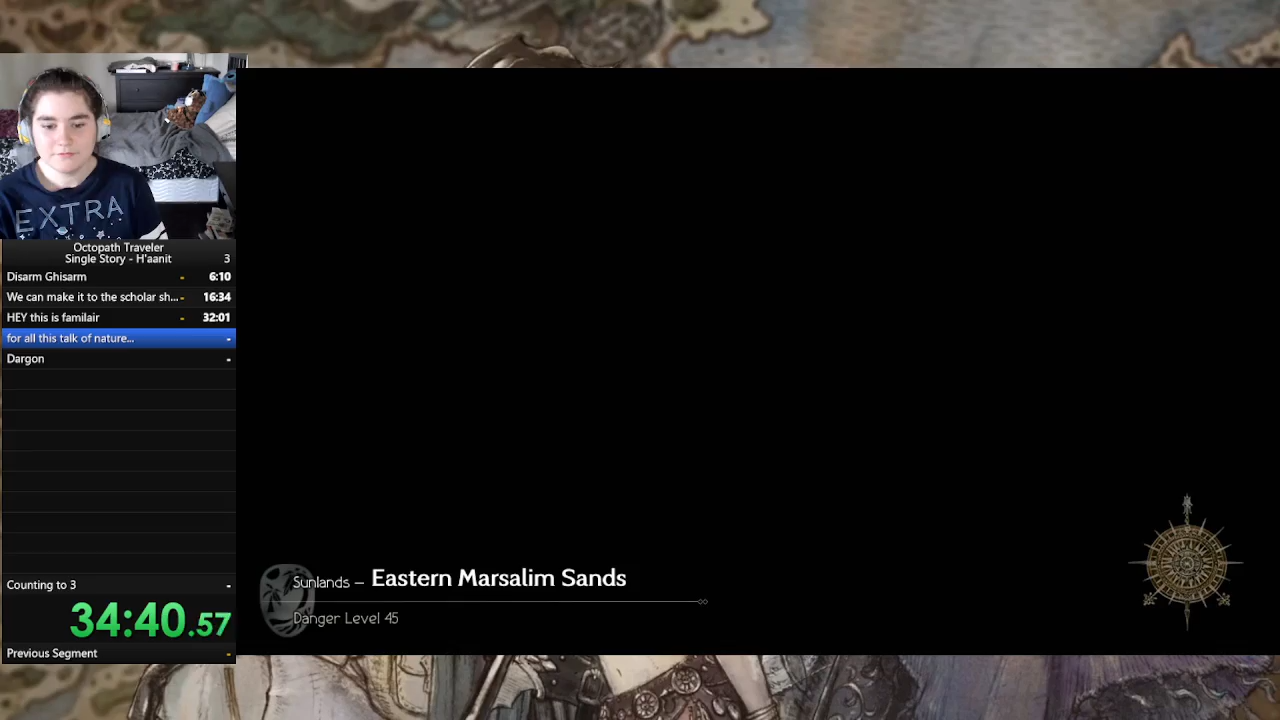 EXTRA
Octopath Traveler
Single Story - H'aanit 3
Disarm Ghisarm - 6:10
We can make it to the scholar sh... - 16:34
HEY this is familair - 32:01
for all this talk of nature... -
Dargon -
Counting to 3 -
34:40.57
Previous Segment -
Sunlands – Eastern Marsalim Sands
Danger Level 45